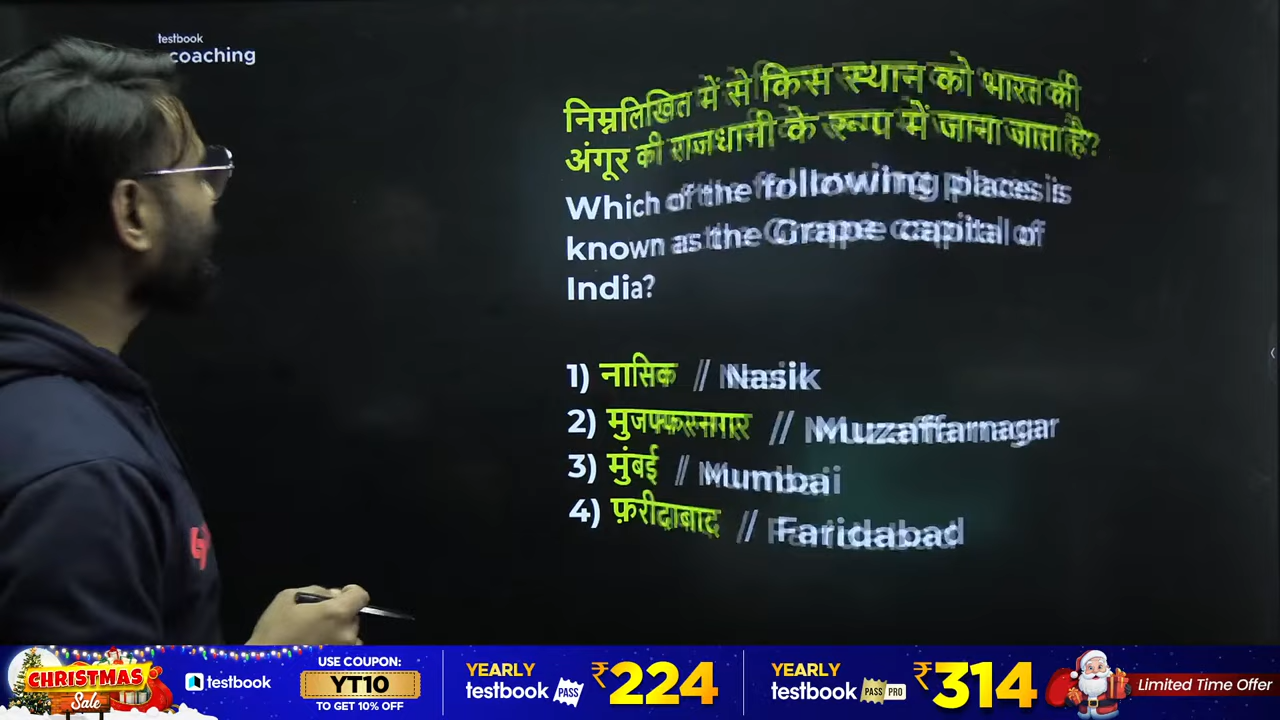 testbook
coaching
निम्नलिखित में से किस स्थान को भारत की
अंगूर की राजधानी के रूप में जाना जाता है?
Which of the following places is
known as the Grape capital of
India?
1) नासिक // Nasik
2) मुजफ्फरनगर // Muzaffarnagar
3) मुंबई // Mumbai
4) फ़रीदाबाद // Faridabad
CHRISTMAS
Sale
testbook
USE COUPON:
YT10
TO GET 10% OFF
YEARLY
testbook PASS
₹224
YEARLY
testbook PASS PRO
₹314
Limited Time Offer